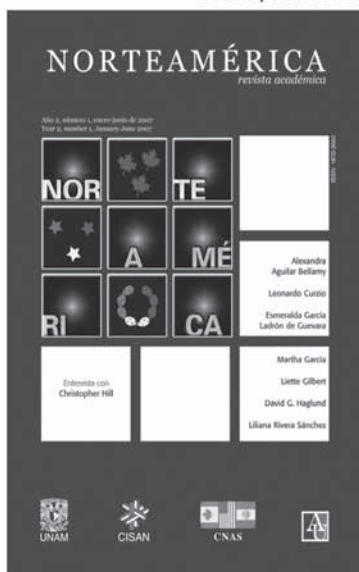 NORTEAMÉRICA
revista académica
Año 2, número 1, enero-junio de 2007
Year 2, number 1, January-June 2007
NOR TE
A MÉ
RI CA
Alexandra
Aguilar Bellamy
Leonardo Curzio
Esmeralda García
Ladrón de Guevara
Entrevista con
Christopher Hill
Martha García
Liette Gilbert
David G. Haglund
Liliana Rivera Sánchez
UNAM
CISAN
CNAS
AU